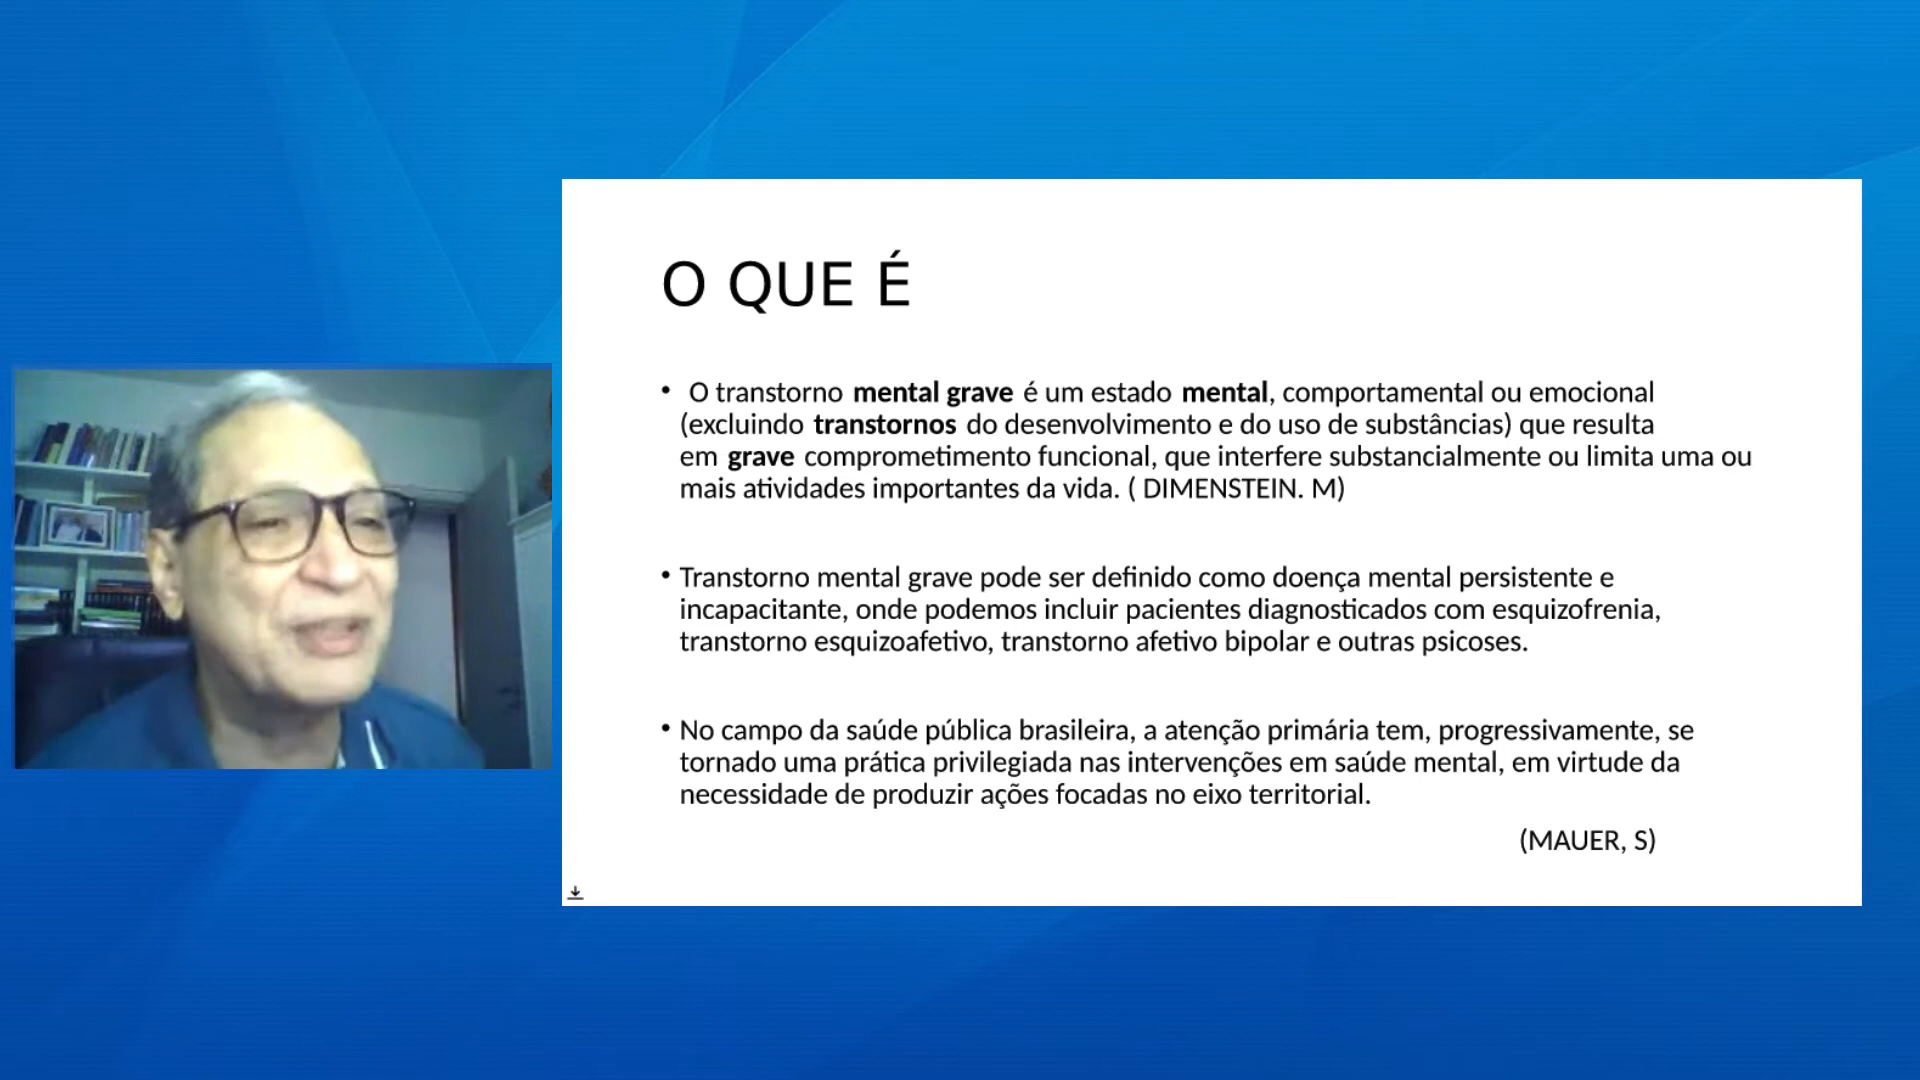 O QUE É
• O transtorno mental grave é um estado mental, comportamental ou emocional
(excluindo transtornos do desenvolvimento e do uso de substâncias) que resulta
em grave comprometimento funcional, que interfere substancialmente ou limita uma ou
mais atividades importantes da vida. ( DIMENSTEIN. M)
• Transtorno mental grave pode ser definido como doença mental persistente e
incapacitante, onde podemos incluir pacientes diagnosticados com esquizofrenia,
transtorno esquizoafetivo, transtorno afetivo bipolar e outras psicoses.
• No campo da saúde pública brasileira, a atenção primária tem, progressivamente, se
tornado uma prática privilegiada nas intervenções em saúde mental, em virtude da
necessidade de produzir ações focadas no eixo territorial.
(MAUER, S)